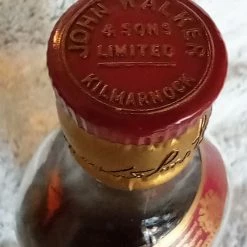 JOHN WALKER
& SONS
LIMITED
KILMARNOCK